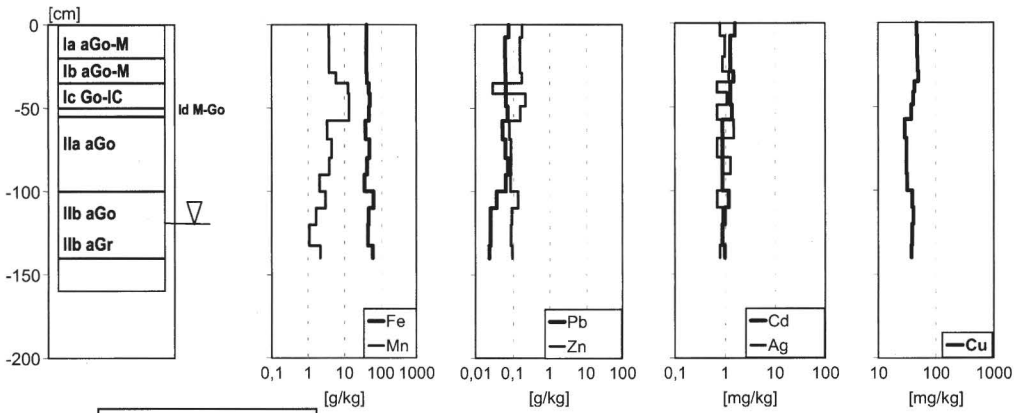 [cm]
0
-50
-100
-150
-200
Ia aGo-M
Ib aGo-M
Ic Go-IC
Id M-Go
IIa aGo
IIb aGo
IIb aGr
Fe
Mn
0,1 1 10 100 1000
[g/kg]
Pb
Zn
0,01 0,1 1 10 100
[g/kg]
Cd
Ag
0,1 1 10 100
[mg/kg]
Cu
10 100 1000
[mg/kg]